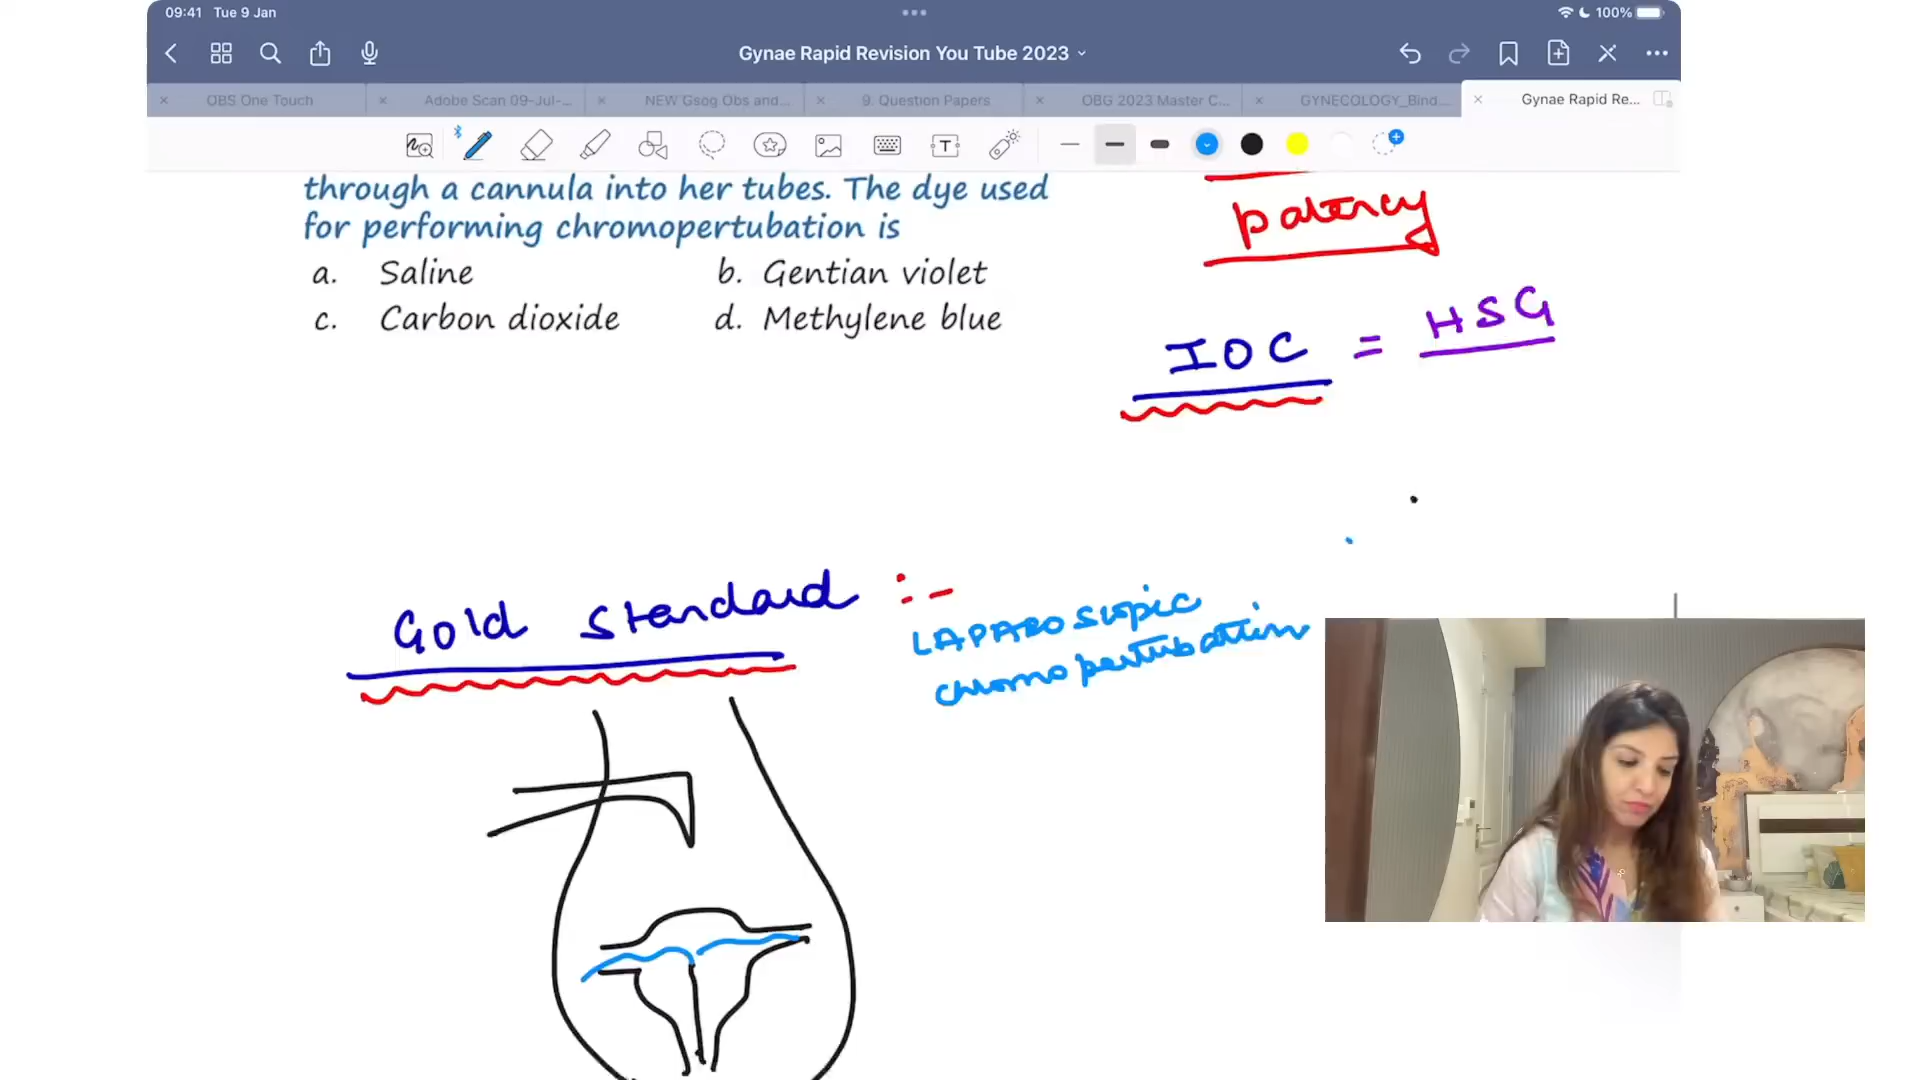 09:41 Tue 9 Jan
100%
Gynae Rapid Revision You Tube 2023
OBS One Touch
Adobe Scan 09-Jul-...
NEW Gsog Obs and...
9. Question Papers
OBG 2023 Master C...
GYNECOLOGY_Bind...
Gynae Rapid Re...
T
through a cannula into her tubes. The dye used
for performing chromopertubation is
a. Saline
b. Gentian violet
c. Carbon dioxide
d. Methylene blue
patency
IOC = HSG
Gold Standard :-
LAPAROSCOPIC
chromopertubation